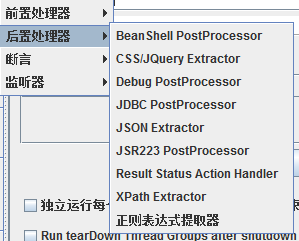 前置处理器
后置处理器
断言
监听器
BeanShell PostProcessor
CSS/JQuery Extractor
Debug PostProcessor
JDBC PostProcessor
JSON Extractor
JSR223 PostProcessor
Result Status Action Handler
XPath Extractor
正则表达式提取器
独立运行每
Run tearDown Thread Groups after shutdown